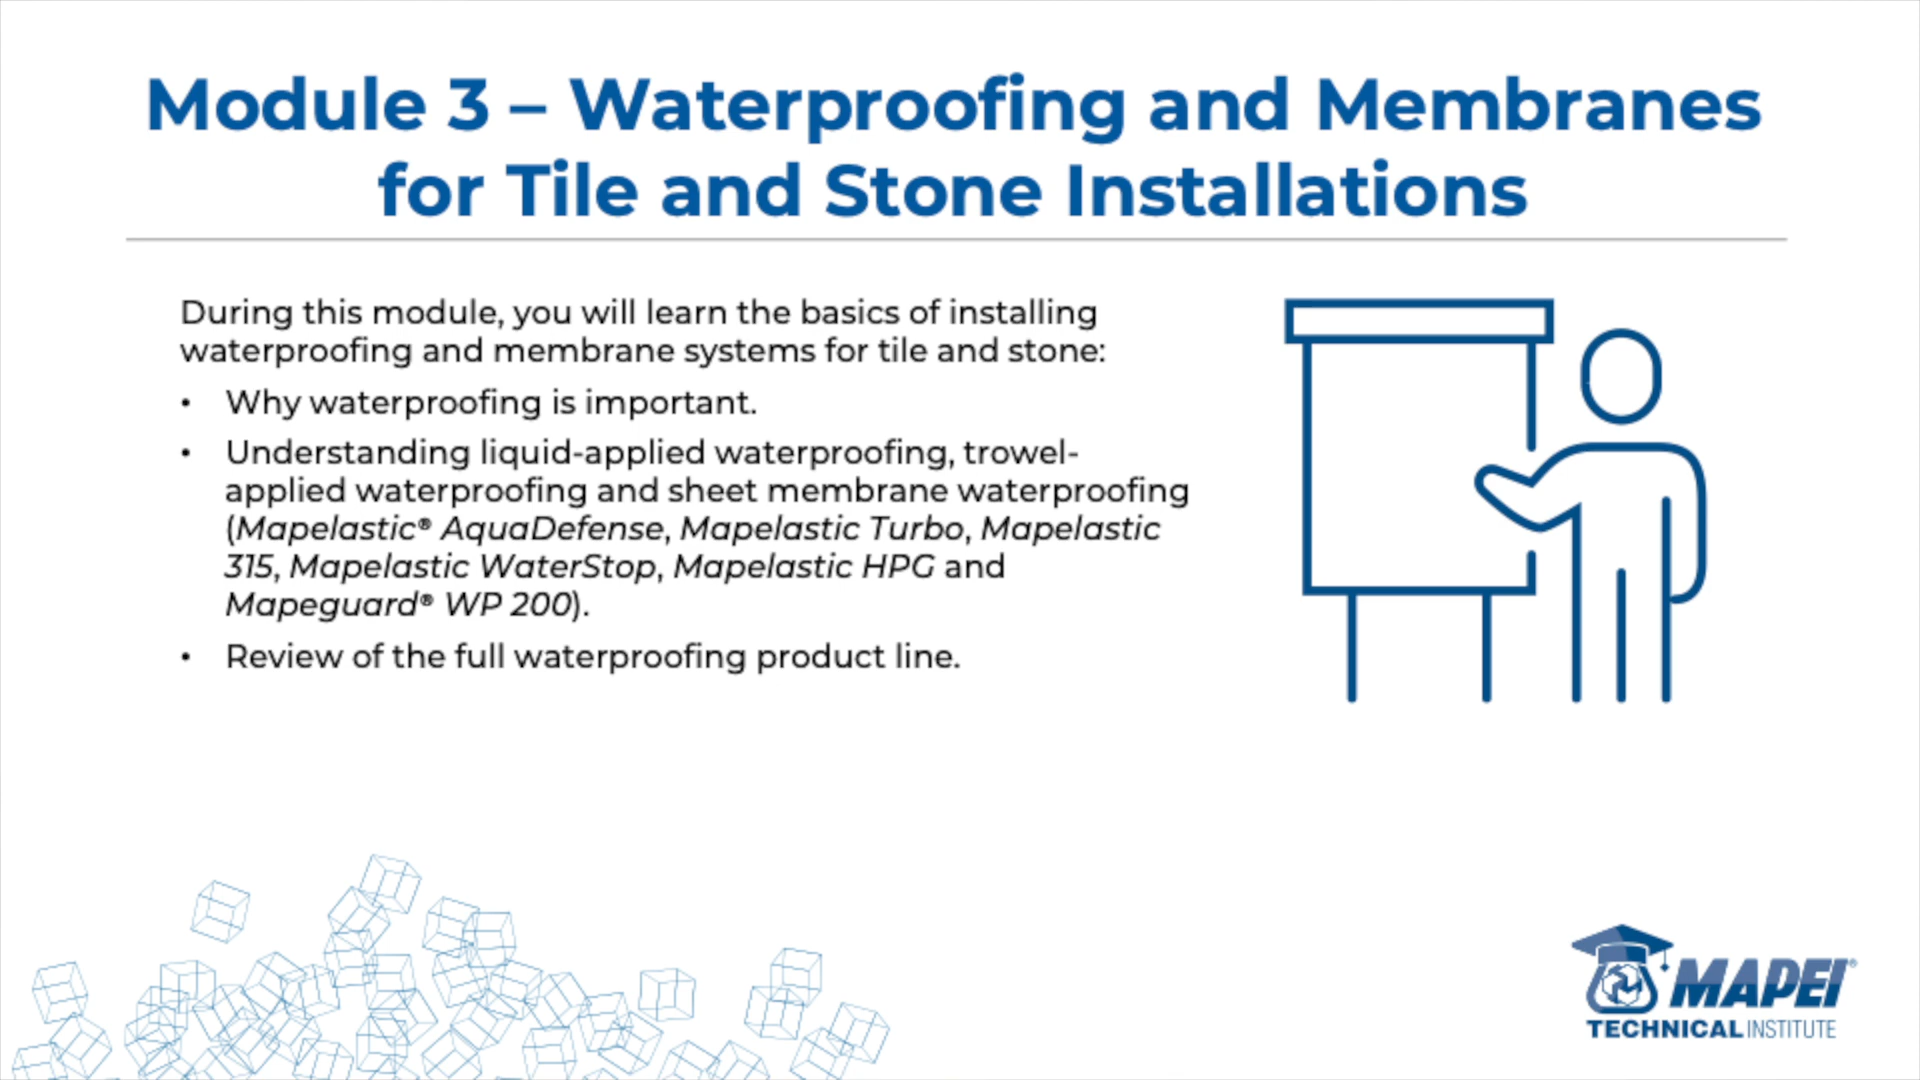 Module 3 – Waterproofing and Membranes
for Tile and Stone Installations
During this module, you will learn the basics of installing
waterproofing and membrane systems for tile and stone:
• Why waterproofing is important.
• Understanding liquid-applied waterproofing, trowel-
applied waterproofing and sheet membrane waterproofing
(Mapelastic® AquaDefense, Mapelastic Turbo, Mapelastic
315, Mapelastic WaterStop, Mapelastic HPG and
Mapeguard® WP 200).
• Review of the full waterproofing product line.
MAPEI®
TECHNICAL INSTITUTE